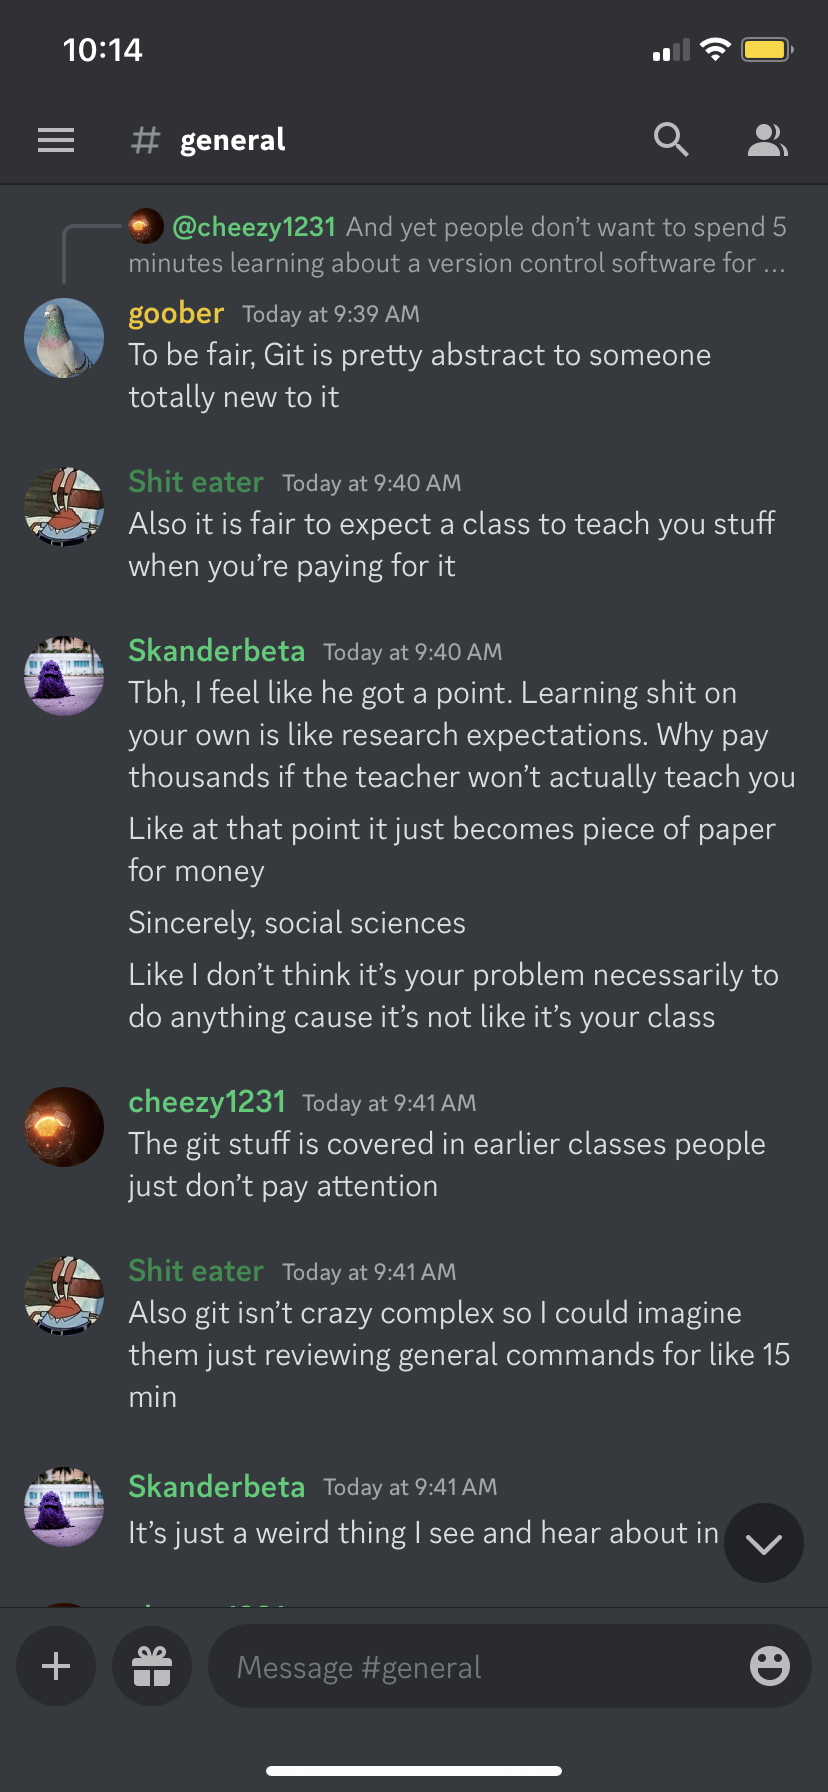 10:14
# general
@cheezy1231 And yet people don’t want to spend 5
minutes learning about a version control software for ...
goober Today at 9:39 AM
To be fair, Git is pretty abstract to someone
totally new to it
Shit eater Today at 9:40 AM
Also it is fair to expect a class to teach you stuff
when you’re paying for it
Skanderbeta Today at 9:40 AM
Tbh, I feel like he got a point. Learning shit on
your own is like research expectations. Why pay
thousands if the teacher won’t actually teach you
Like at that point it just becomes piece of paper
for money
Sincerely, social sciences
Like I don’t think it’s your problem necessarily to
do anything cause it’s not like it’s your class
cheezy1231 Today at 9:41 AM
The git stuff is covered in earlier classes people
just don’t pay attention
Shit eater Today at 9:41 AM
Also git isn’t crazy complex so I could imagine
them just reviewing general commands for like 15
min
Skanderbeta Today at 9:41 AM
It’s just a weird thing I see and hear about in
Message #general